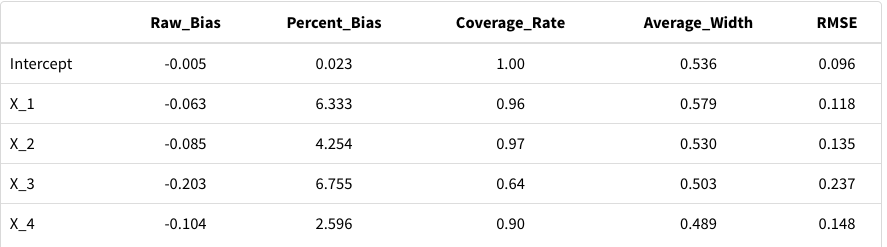 Raw_Bias Percent_Bias Coverage_Rate Average_Width RMSE
Intercept -0.005 0.023 1.00 0.536 0.096
X_1 -0.063 6.333 0.96 0.579 0.118
X_2 -0.085 4.254 0.97 0.530 0.135
X_3 -0.203 6.755 0.64 0.503 0.237
X_4 -0.104 2.596 0.90 0.489 0.148